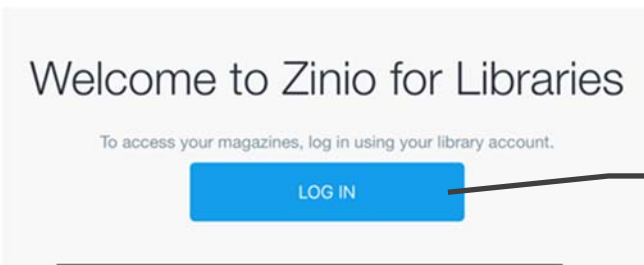 Welcome to Zinio for Libraries
To access your magazines, log in using your library account.
LOG IN